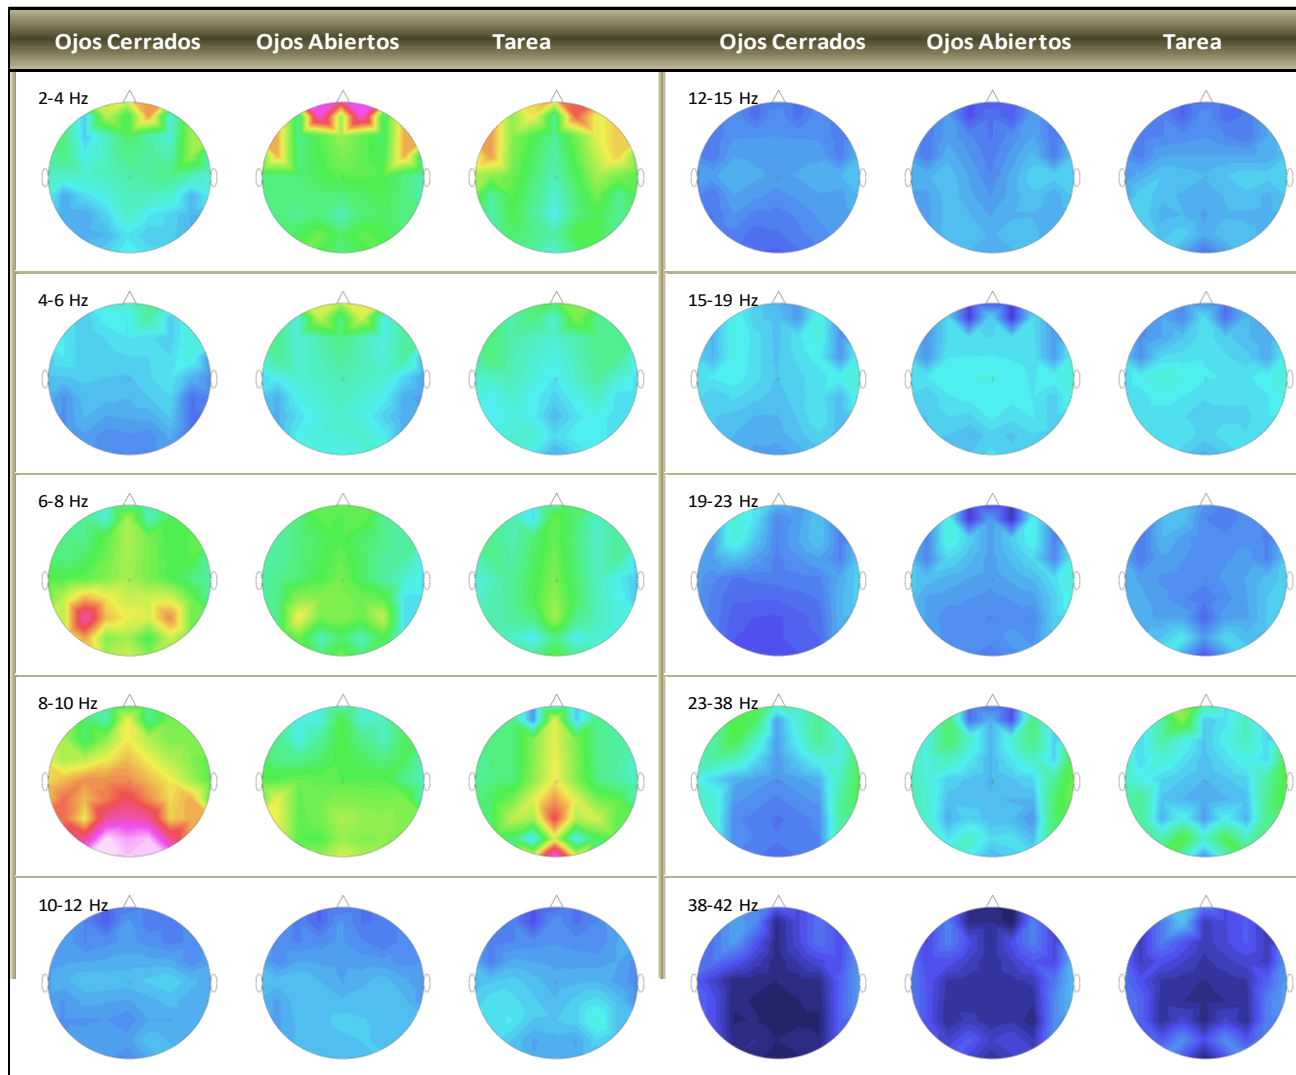 Ojos Cerrados Ojos Abiertos Tarea Ojos Cerrados Ojos Abiertos Tarea
2-4 Hz
12-15 Hz
4-6 Hz
15-19 Hz
6-8 Hz
19-23 Hz
8-10 Hz
23-38 Hz
10-12 Hz
38-42 Hz